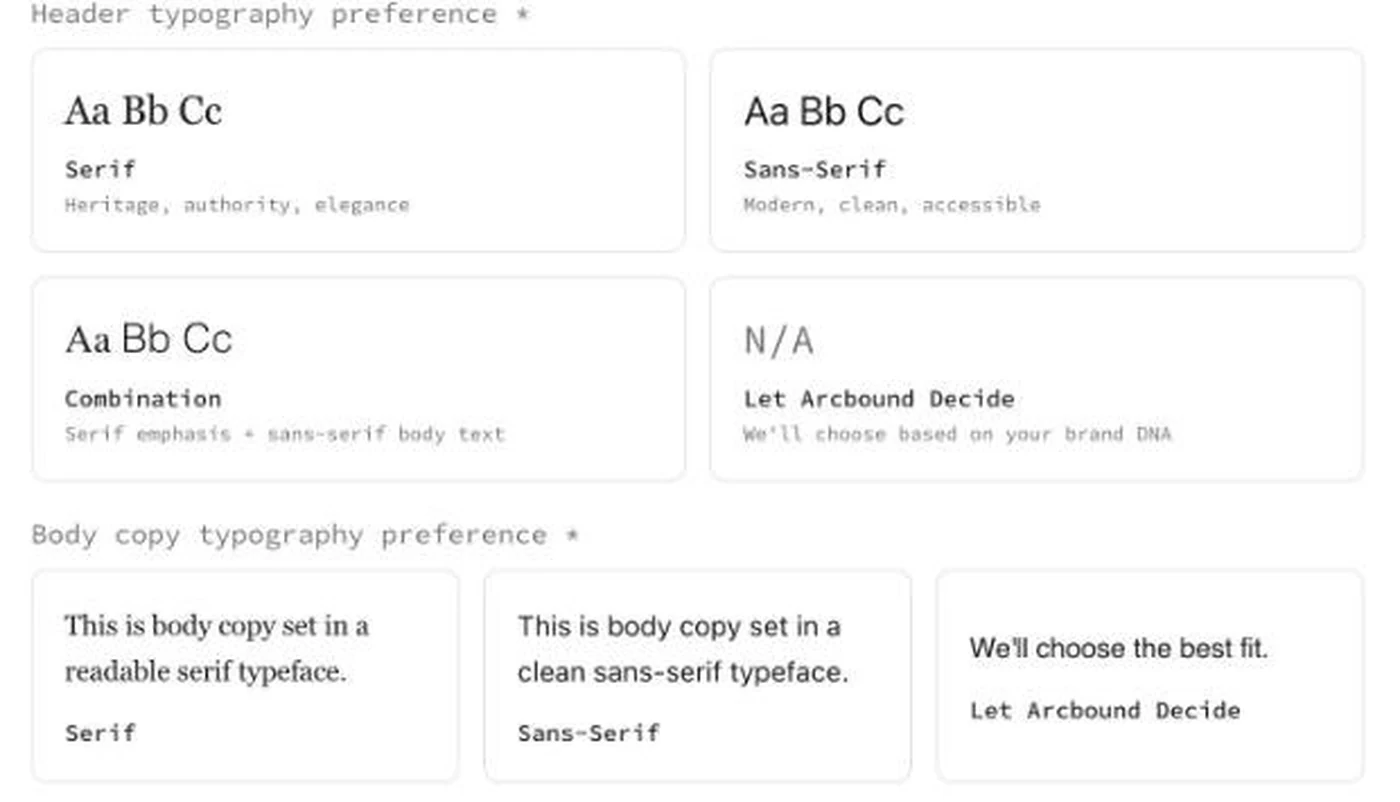 Header typography preference *
Aa Bb Cc
Serif
Heritage, authority, elegance
Aa Bb Cc
Sans-Serif
Modern, clean, accessible
Aa Bb Cc
Combination
Serif emphasis + sans-serif body text
N/A
Let Arcbound Decide
We'll choose based on your brand DNA
Body copy typography preference *
This is body copy set in a
readable serif typeface.
Serif
This is body copy set in a
clean sans-serif typeface.
Sans-Serif
We'll choose the best fit.
Let Arcbound Decide